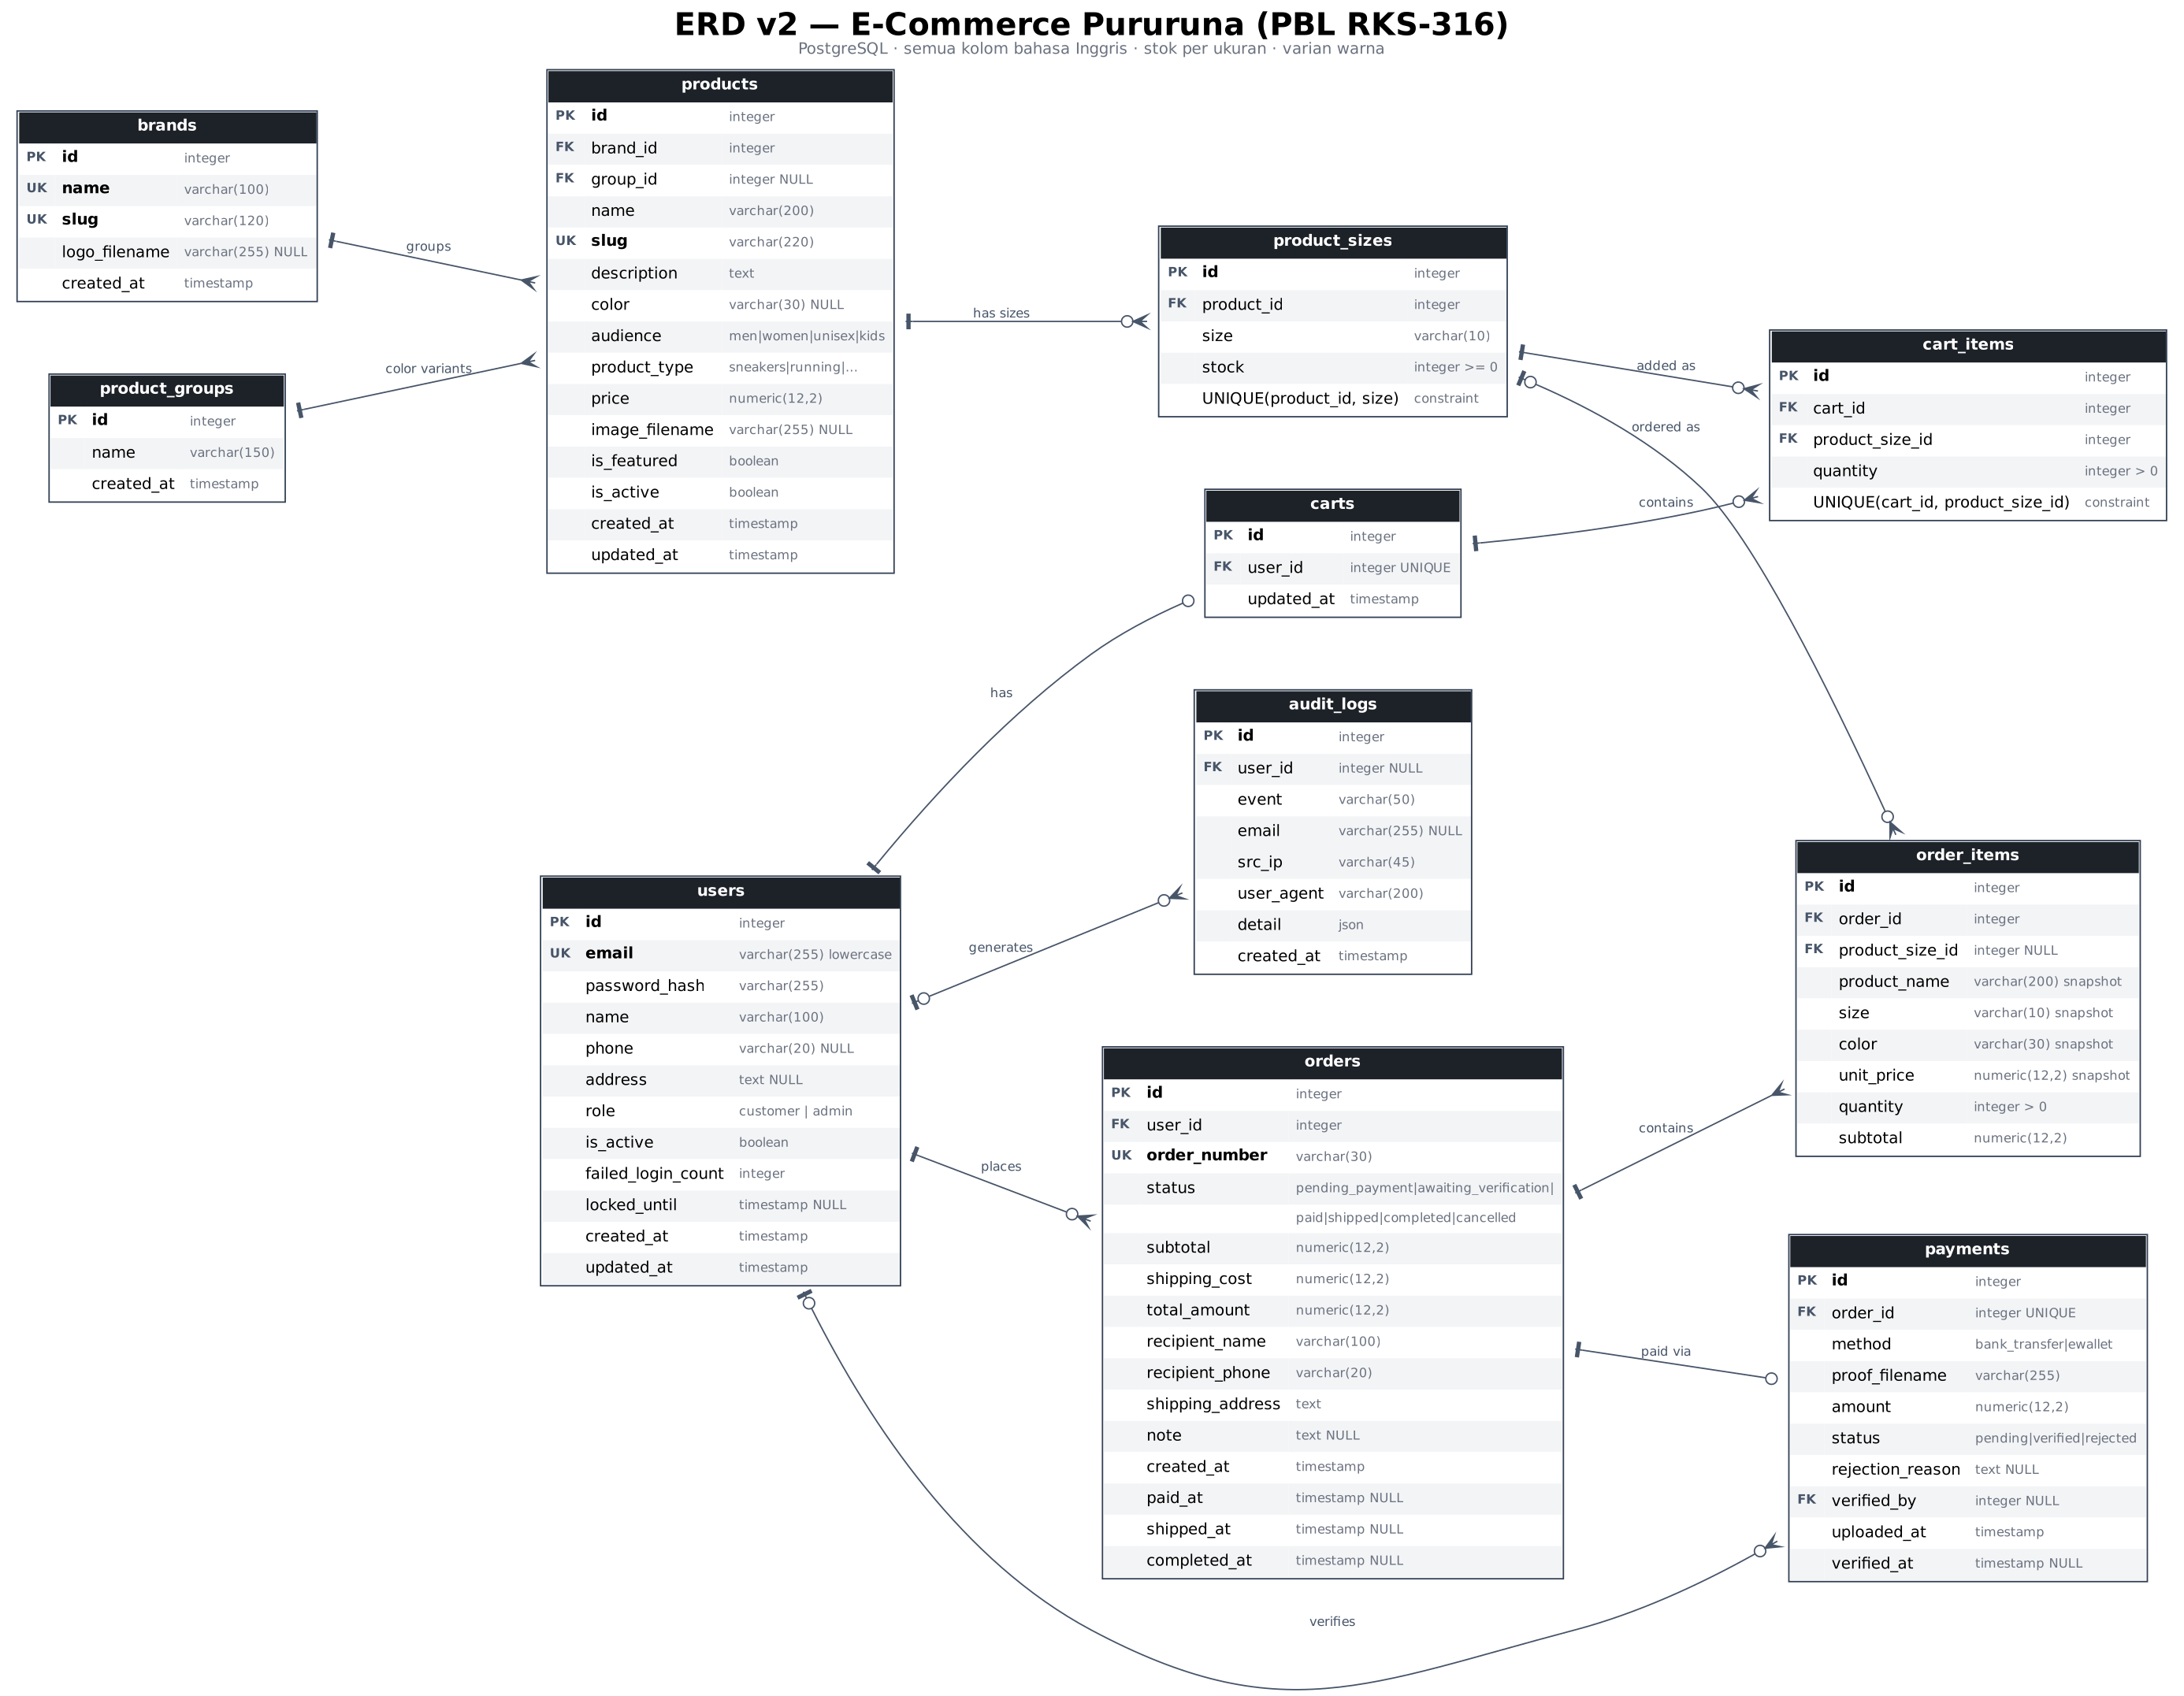 ERD v2 — E-Commerce Pururuna (PBL RKS-316)
PostgreSQL · semua kolom bahasa Inggris · stok per ukuran · varian warna
brands
PK id integer
UK name varchar(100)
UK slug varchar(120)
logo_filename varchar(255) NULL
created_at timestamp
groups
product_groups
PK id integer
name varchar(150)
created_at timestamp
color variants
products
PK id integer
FK brand_id integer
FK group_id integer NULL
name varchar(200)
UK slug varchar(220)
description text
color varchar(30) NULL
audience men|women|unisex|kids
product_type sneakers|running|...
price numeric(12,2)
image_filename varchar(255) NULL
is_featured boolean
is_active boolean
created_at timestamp
updated_at timestamp
has sizes
product_sizes
PK id integer
FK product_id integer
size varchar(10)
stock integer >= 0
UNIQUE(product_id, size) constraint
added as
ordered as
cart_items
PK id integer
FK cart_id integer
FK product_size_id integer
quantity integer > 0
UNIQUE(cart_id, product_size_id) constraint
contains
carts
PK id integer
FK user_id integer UNIQUE
updated_at timestamp
has
audit_logs
PK id integer
FK user_id integer NULL
event varchar(50)
email varchar(255) NULL
src_ip varchar(45)
user_agent varchar(200)
detail json
created_at timestamp
generates
users
PK id integer
UK email varchar(255) lowercase
password_hash varchar(255)
name varchar(100)
phone varchar(20) NULL
address text NULL
role customer | admin
is_active boolean
failed_login_count integer
locked_until timestamp NULL
created_at timestamp
updated_at timestamp
places
orders
PK id integer
FK user_id integer
UK order_number varchar(30)
status pending_payment|awaiting_verification|
paid|shipped|completed|cancelled
subtotal numeric(12,2)
shipping_cost numeric(12,2)
total_amount numeric(12,2)
recipient_name varchar(100)
recipient_phone varchar(20)
shipping_address text
note text NULL
created_at timestamp
paid_at timestamp NULL
shipped_at timestamp NULL
completed_at timestamp NULL
contains
order_items
PK id integer
FK order_id integer
FK product_size_id integer NULL
product_name varchar(200) snapshot
size varchar(10) snapshot
color varchar(30) snapshot
unit_price numeric(12,2) snapshot
quantity integer > 0
subtotal numeric(12,2)
paid via
payments
PK id integer
FK order_id integer UNIQUE
method bank_transfer|ewallet
proof_filename varchar(255)
amount numeric(12,2)
status pending|verified|rejected
rejection_reason text NULL
FK verified_by integer NULL
uploaded_at timestamp
verified_at timestamp NULL
verifies